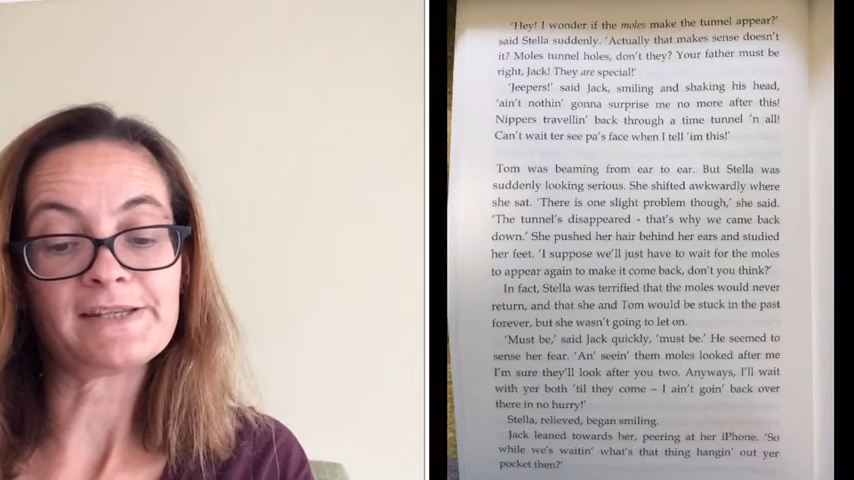 'Hey! I wonder if the moles make the tunnel appear?'
said Stella suddenly. 'Actually that makes sense doesn't
it? Moles tunnel holes, don't they? Your father must be
right, Jack! They are special!'
'Jeepers!' said Jack, smiling and shaking his head,
'ain't nothin' gonna surprise me no more after this!
Nippers travellin' back through a time tunnel 'n all!
Can't wait ter see pa's face when I tell 'im this!'
Tom was beaming from ear to ear. But Stella was
suddenly looking serious. She shifted awkwardly where
she sat. 'There is one slight problem though,' she said.
'The tunnel's disappeared - that's why we came back
down.' She pushed her hair behind her ears and studied
her feet. 'I suppose we'll just have to wait for the moles
to appear again to make it come back, don't you think?'
In fact, Stella was terrified that the moles would never
return, and that she and Tom would be stuck in the past
forever, but she wasn't going to let on.
'Must be,' said Jack quickly, 'must be.' He seemed to
sense her fear. 'An' seein' them moles looked after me
I'm sure they'll look after you two. Anyways, I'll wait
with yer both 'til they come – I ain't goin' back over
there in no hurry!'
Stella, relieved, began smiling.
Jack leaned towards her, peering at her iPhone. 'So
while we's waitin' what's that thing hangin' out yer
pocket then?'